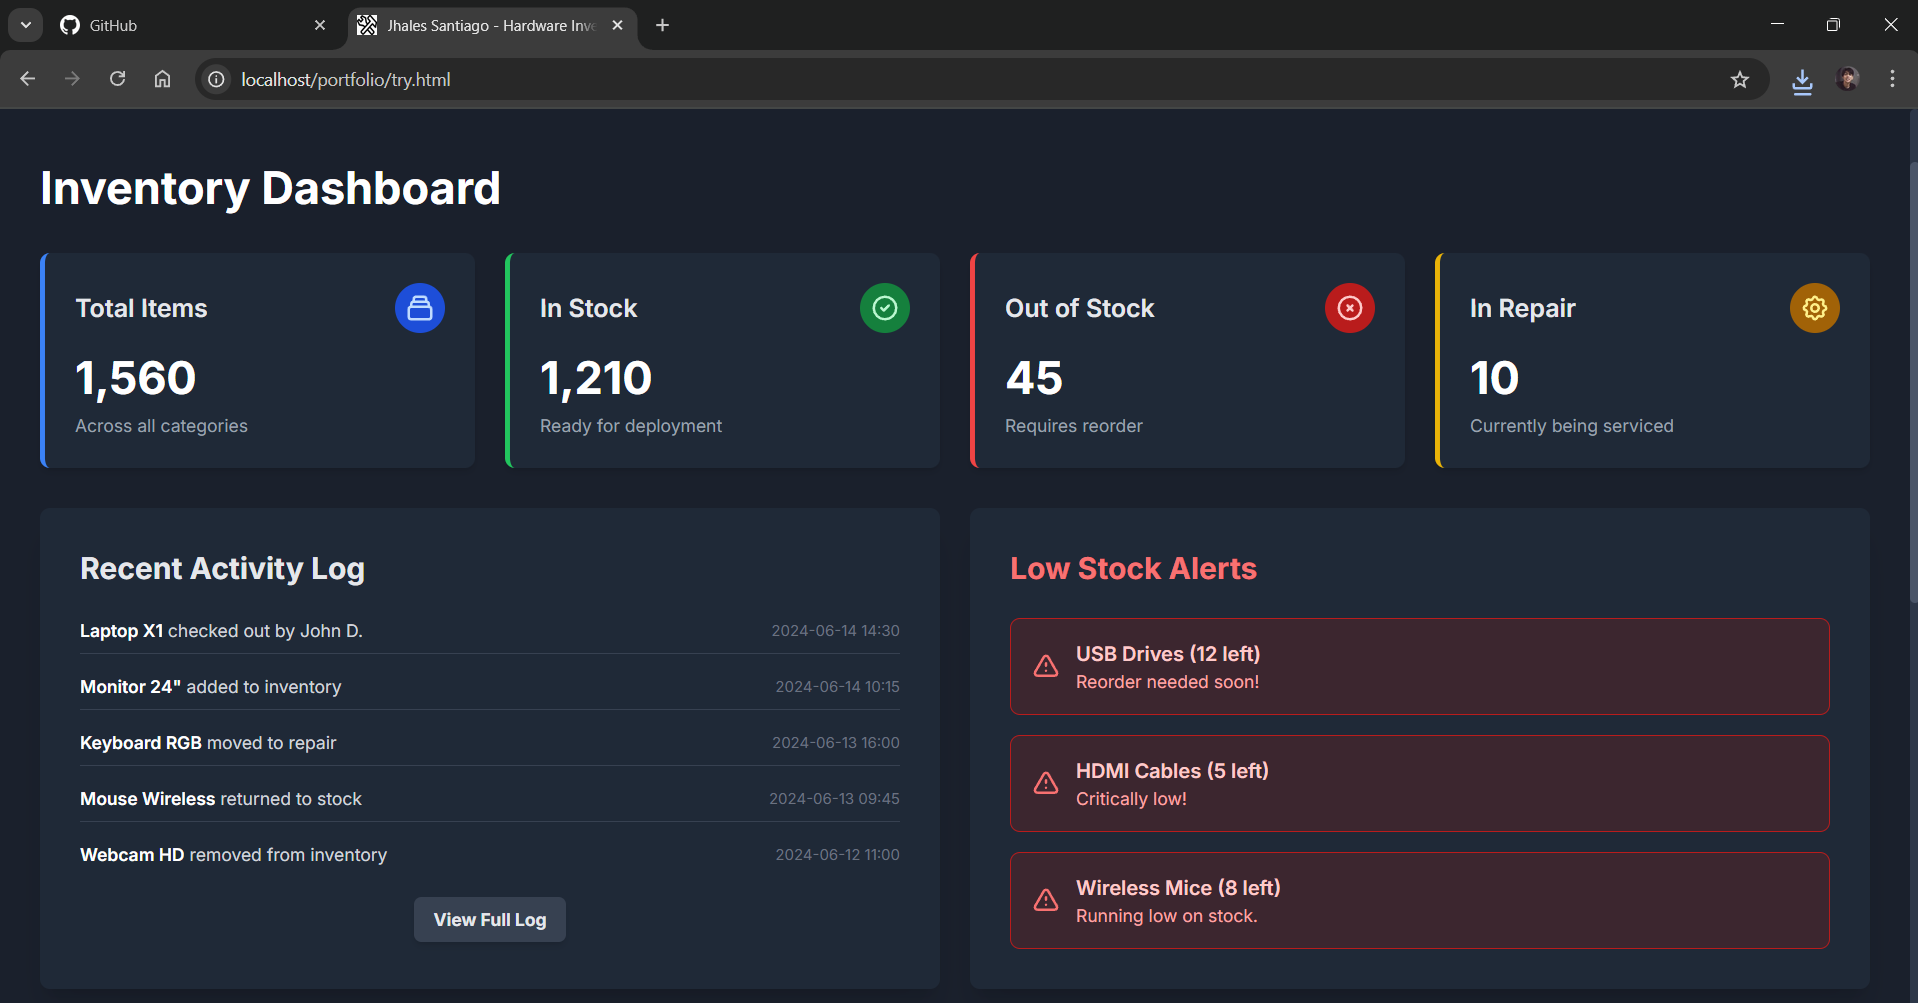 GitHub
Jhales Santiago - Hardware Inve
localhost/portfolio/try.html
Inventory Dashboard
Total Items
1,560
Across all categories
In Stock
1,210
Ready for deployment
Out of Stock
45
Requires reorder
In Repair
10
Currently being serviced
Recent Activity Log
Laptop X1 checked out by John D. 2024-06-14 14:30
Monitor 24" added to inventory 2024-06-14 10:15
Keyboard RGB moved to repair 2024-06-13 16:00
Mouse Wireless returned to stock 2024-06-13 09:45
Webcam HD removed from inventory 2024-06-12 11:00
View Full Log
Low Stock Alerts
USB Drives (12 left)
Reorder needed soon!
HDMI Cables (5 left)
Critically low!
Wireless Mice (8 left)
Running low on stock.